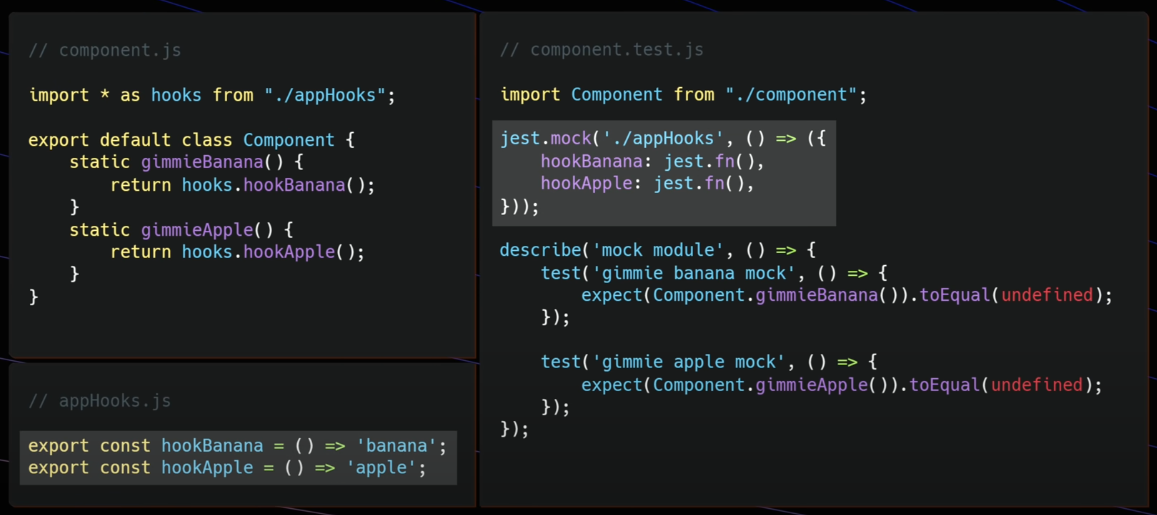 // component.js
import * as hooks from "./appHooks";
export default class Component {
    static gimmieBanana() {
        return hooks.hookBanana();
    }
    static gimmieApple() {
        return hooks.hookApple();
    }
}
// appHooks.js
export const hookBanana = () => 'banana';
export const hookApple = () => 'apple';
// component.test.js
import Component from "./component";
jest.mock('./appHooks', () => ({
    hookBanana: jest.fn(),
    hookApple: jest.fn(),
}));
describe('mock module', () => {
    test('gimmie banana mock', () => {
        expect(Component.gimmieBanana()).toEqual(undefined);
    });
    test('gimmie apple mock', () => {
        expect(Component.gimmieApple()).toEqual(undefined);
    });
});